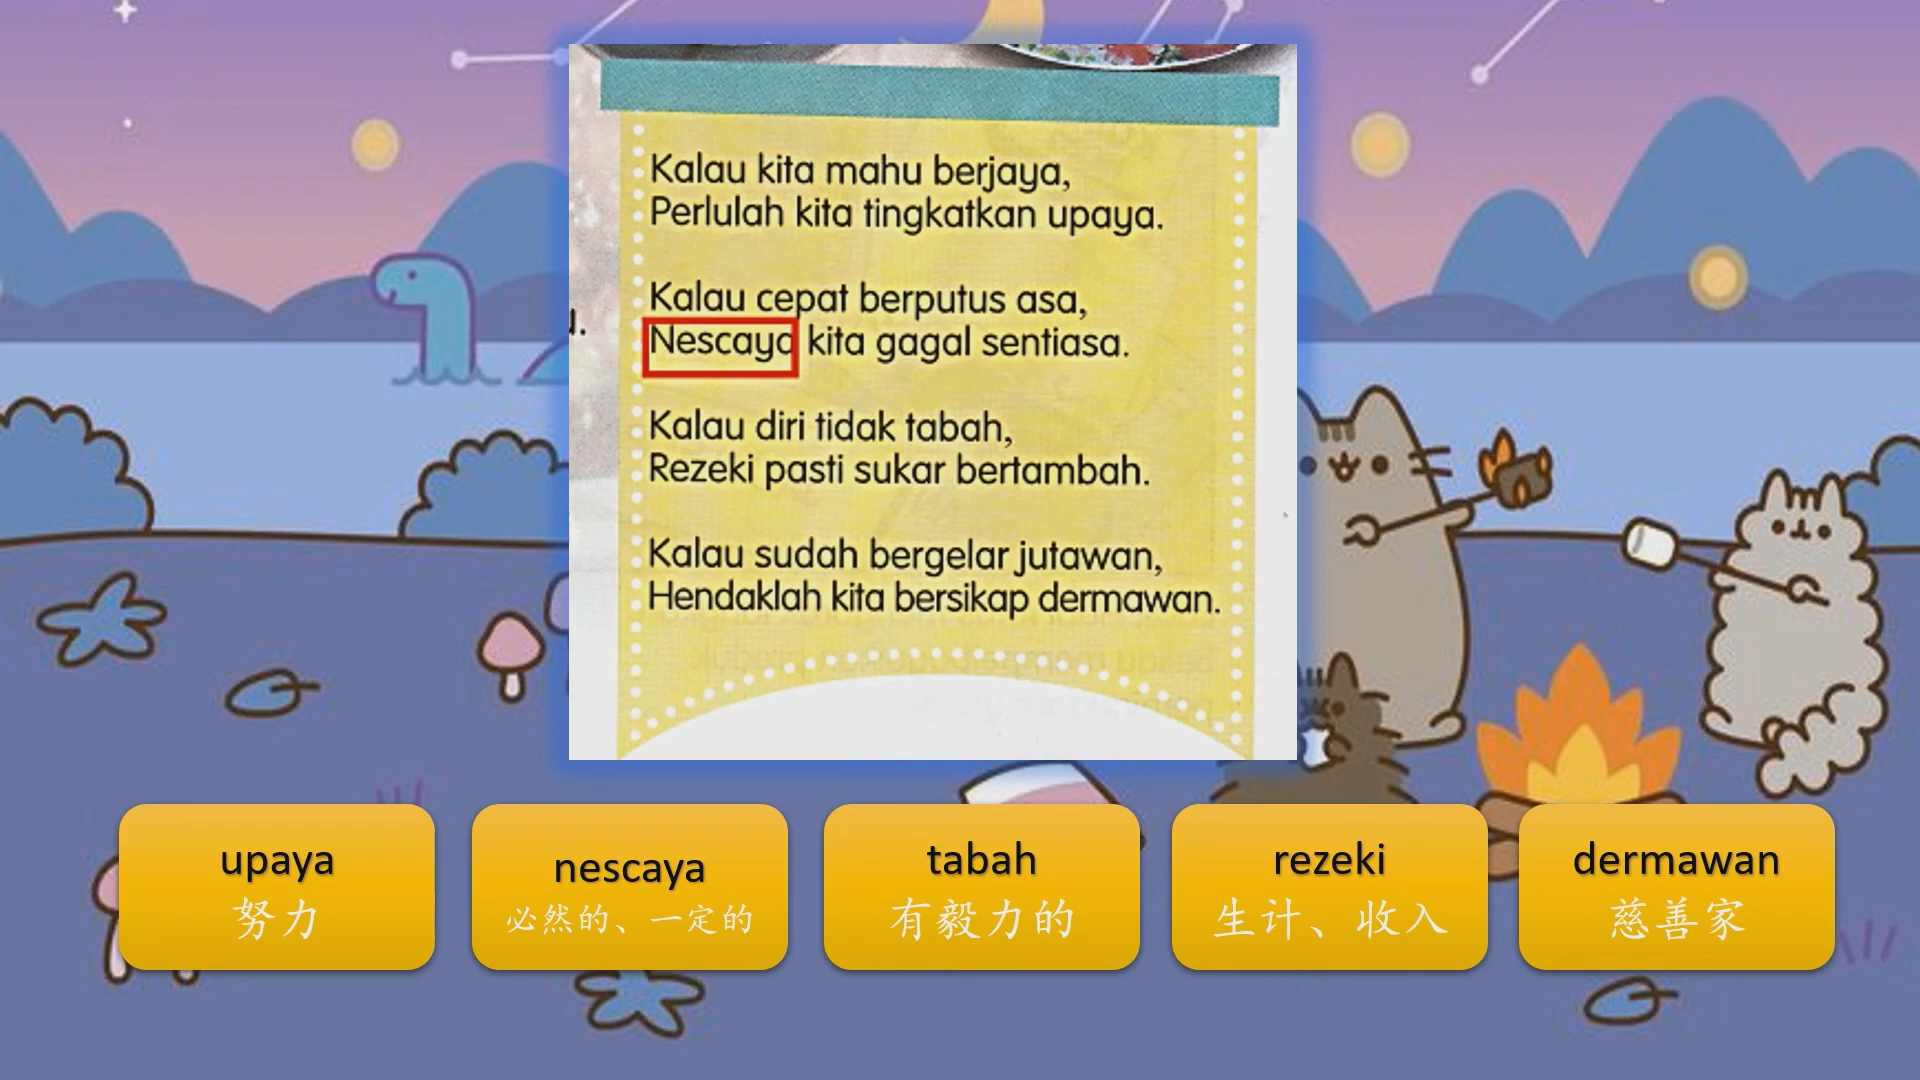 Kalau kita mahu berjaya,
Perlulah kita tingkatkan upaya.
Kalau cepat berputus asa,
Nescaya kita gagal sentiasa.
Kalau diri tidak tabah,
Rezeki pasti sukar bertambah.
Kalau sudah bergelar jutawan,
Hendaklah kita bersikap dermawan.
upaya
努力
nescaya
必然的、一定的
tabah
有毅力的
rezeki
生计、收入
dermawan
慈善家